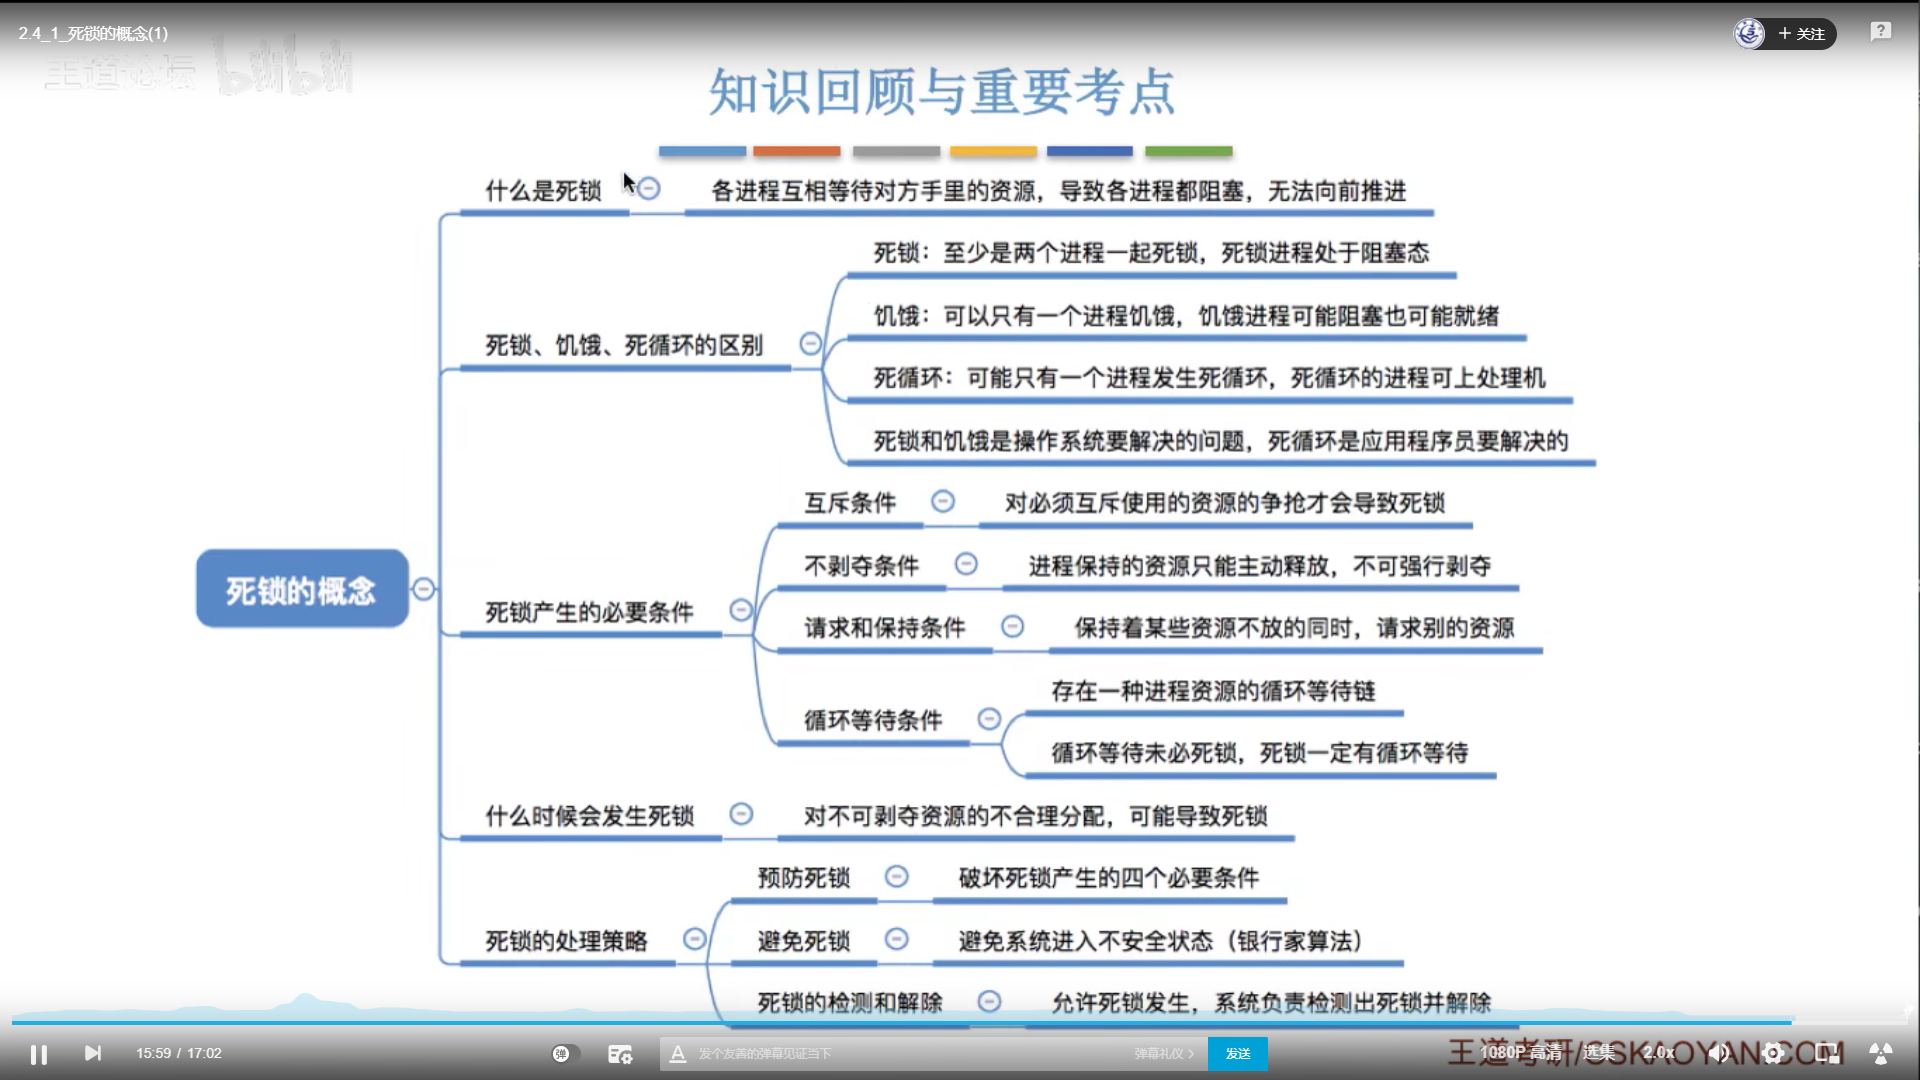 2.4_1_死锁的概念(1)
+ 关注
王道论坛 bilibili
知识回顾与重要考点
什么是死锁
各进程互相等待对方手里的资源，导致各进程都阻塞，无法向前推进
死锁、饥饿、死循环的区别
死锁：至少是两个进程一起死锁，死锁进程处于阻塞态
饥饿：可以只有一个进程饥饿，饥饿进程可能阻塞也可能就绪
死循环：可能只有一个进程发生死循环，死循环的进程可上处理机
死锁和饥饿是操作系统要解决的问题，死循环是应用程序员要解决的
死锁的概念
死锁产生的必要条件
互斥条件
对必须互斥使用的资源的争抢才会导致死锁
不剥夺条件
进程保持的资源只能主动释放，不可强行剥夺
请求和保持条件
保持着某些资源不放的同时，请求别的资源
循环等待条件
存在一种进程资源的循环等待链
循环等待未必死锁，死锁一定有循环等待
什么时候会发生死锁
对不可剥夺资源的不合理分配，可能导致死锁
死锁的处理策略
预防死锁
破坏死锁产生的四个必要条件
避免死锁
避免系统进入不安全状态（银行家算法）
死锁的检测和解除
允许死锁发生，系统负责检测出死锁并解除
15:59 / 17:02
弹
发个友善的弹幕见证当下
弹幕礼仪 >
发送
1080P 高清
选集
2.0x
王道考研/CSKAOYAN.COM